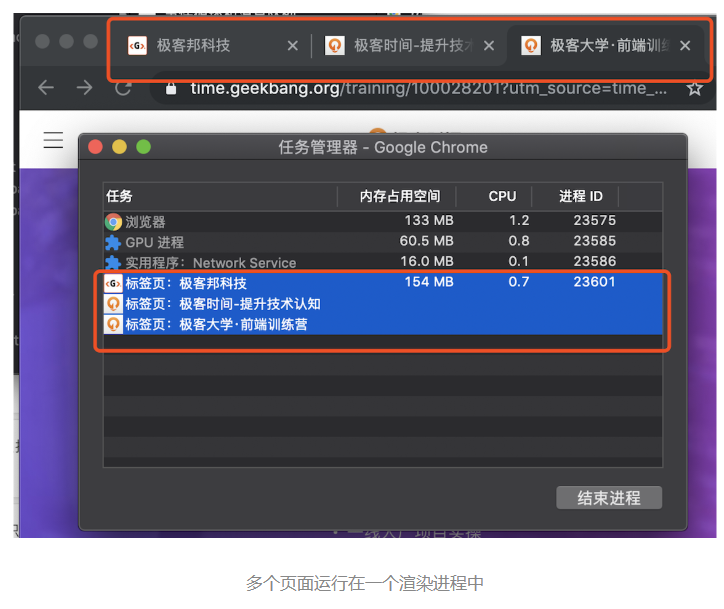 极客邦科技
极客时间-提升技
极客大学·前端训
time.geekbang.org/training/100028201?utm_source=time_...
任务管理器 - Google Chrome
任务 内存占用空间 CPU 进程 ID
浏览器 133 MB 1.2 23575
GPU 进程 60.5 MB 0.8 23585
实用程序：Network Service 16.0 MB 0.1 23586
<G> 标签页：极客邦科技 154 MB 0.7 23601
标签页：极客时间-提升技术认知
标签页：极客大学·前端训练营
结束进程
多个页面运行在一个渲染进程中